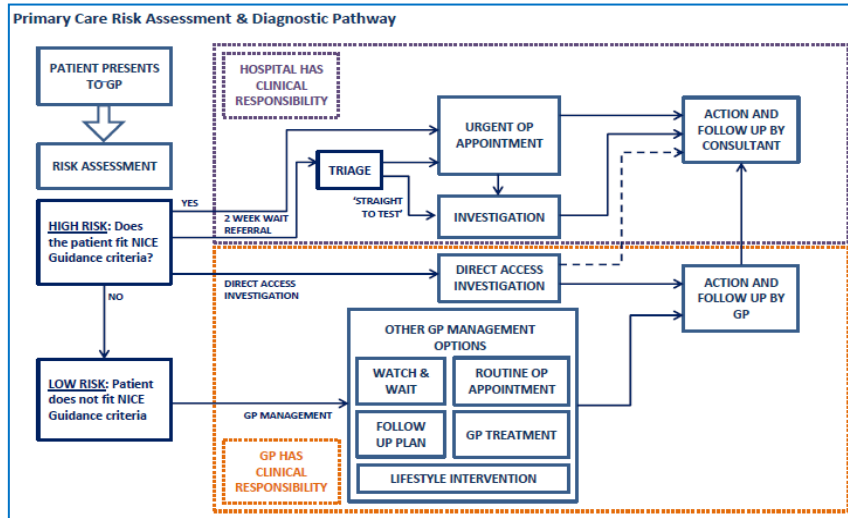 Primary Care Risk Assessment & Diagnostic Pathway
PATIENT PRESENTS
TO GP
RISK ASSESSMENT
HIGH RISK: Does
the patient fit NICE
Guidance criteria?
YES
NO
LOW RISK: Patient
does not fit NICE
Guidance criteria
HOSPITAL HAS
CLINICAL
RESPONSIBILITY
2 WEEK WAIT
REFERRAL
TRIAGE
'STRAIGHT
TO TEST'
URGENT OP
APPOINTMENT
INVESTIGATION
ACTION AND
FOLLOW UP BY
CONSULTANT
DIRECT ACCESS
INVESTIGATION
DIRECT ACCESS
INVESTIGATION
ACTION AND
FOLLOW UP BY
GP
GP MANAGEMENT
OTHER GP MANAGEMENT
OPTIONS
WATCH &
WAIT
ROUTINE OP
APPOINTMENT
FOLLOW
UP PLAN
GP TREATMENT
LIFESTYLE INTERVENTION
GP HAS
CLINICAL
RESPONSIBILITY